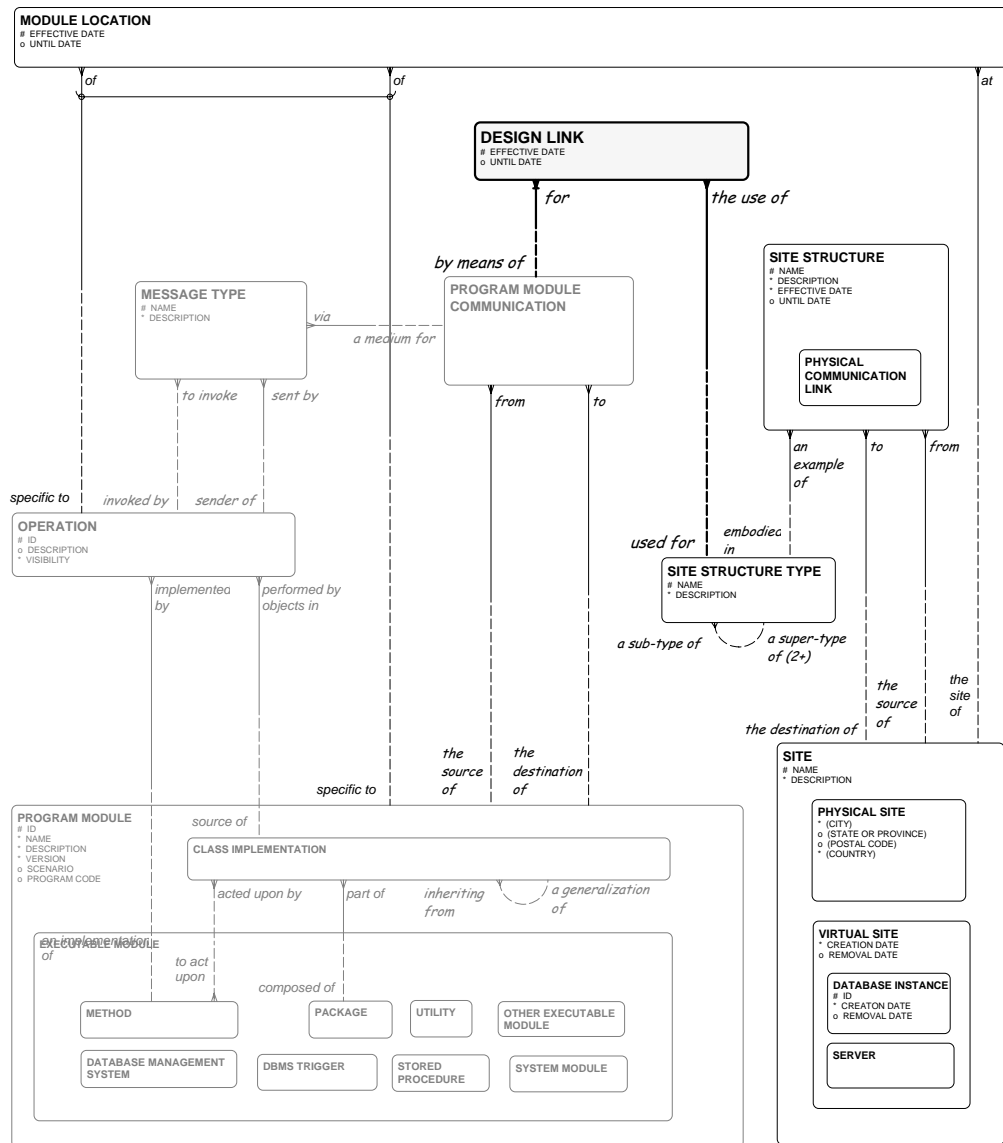 MODULE LOCATION
# EFFECTIVE DATE
o UNTIL DATE
of
of
at
DESIGN LINK
# EFFECTIVE DATE
o UNTIL DATE
for
the use of
by means of
SITE STRUCTURE
# NAME
* DESCRIPTION
* EFFECTIVE DATE
o UNTIL DATE
PHYSICAL
COMMUNICATION
LINK
MESSAGE TYPE
# NAME
* DESCRIPTION
via
a medium for
PROGRAM MODULE
COMMUNICATION
to invoke
sent by
from
to
an
example
of
to
from
specific to
invoked by
sender of
OPERATION
# ID
o DESCRIPTION
* VISIBILITY
used for
embodied
in
SITE STRUCTURE TYPE
# NAME
* DESCRIPTION
implemented
by
performed by
objects in
a sub-type of
a super-type
of (2+)
the
source
of
the
site
of
the destination of
the
source
of
the
destination
of
specific to
SITE
# NAME
* DESCRIPTION
PROGRAM MODULE
# ID
* NAME
* DESCRIPTION
* VERSION
o SCENARIO
o PROGRAM CODE
source of
CLASS IMPLEMENTATION
PHYSICAL SITE
* (CITY)
o (STATE OR PROVINCE)
o (POSTAL CODE)
* (COUNTRY)
acted upon by
part of
inheriting
from
a generalization
of
an implementation
of
EXECUTABLE MODULE
to act
upon
composed of
VIRTUAL SITE
* CREATION DATE
o REMOVAL DATE
DATABASE INSTANCE
# ID
* CREATON DATE
o REMOVAL DATE
SERVER
METHOD
PACKAGE
UTILITY
OTHER EXECUTABLE
MODULE
DATABASE MANAGEMENT
SYSTEM
DBMS TRIGGER
STORED
PROCEDURE
SYSTEM MODULE